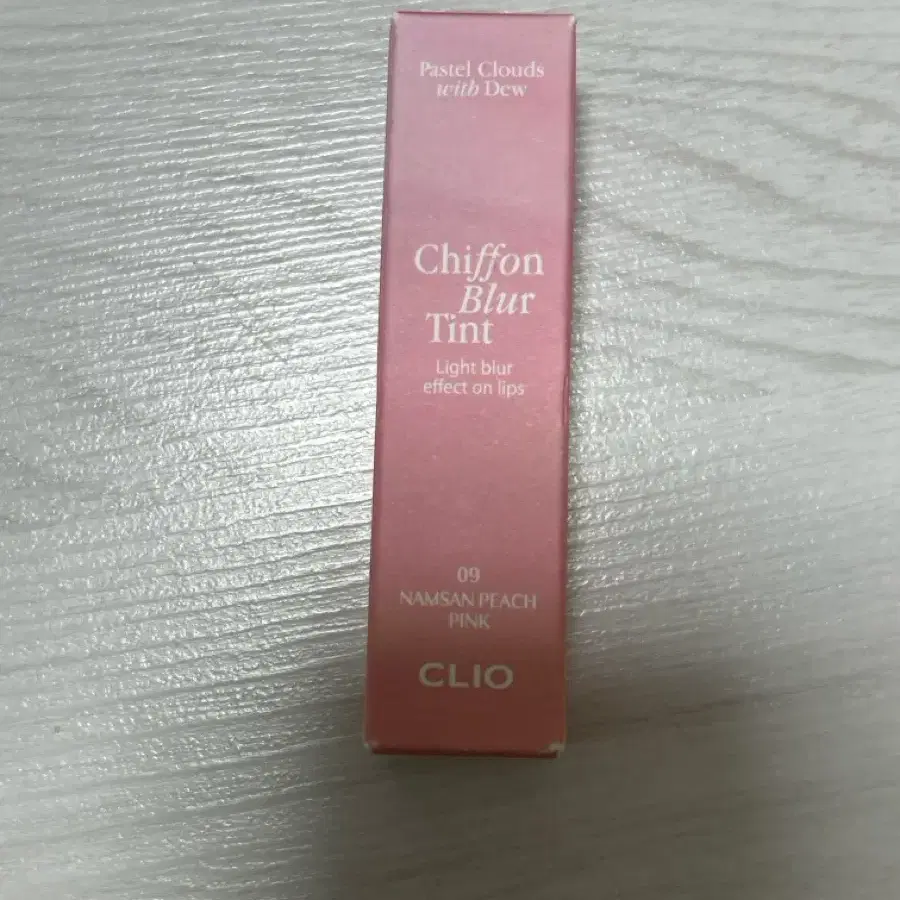 Pastel Clouds
with Dew
Chiffon
Blur
Tint
Light blur
effect on lips
09
NAMSAN PEACH
PINK
CLIO